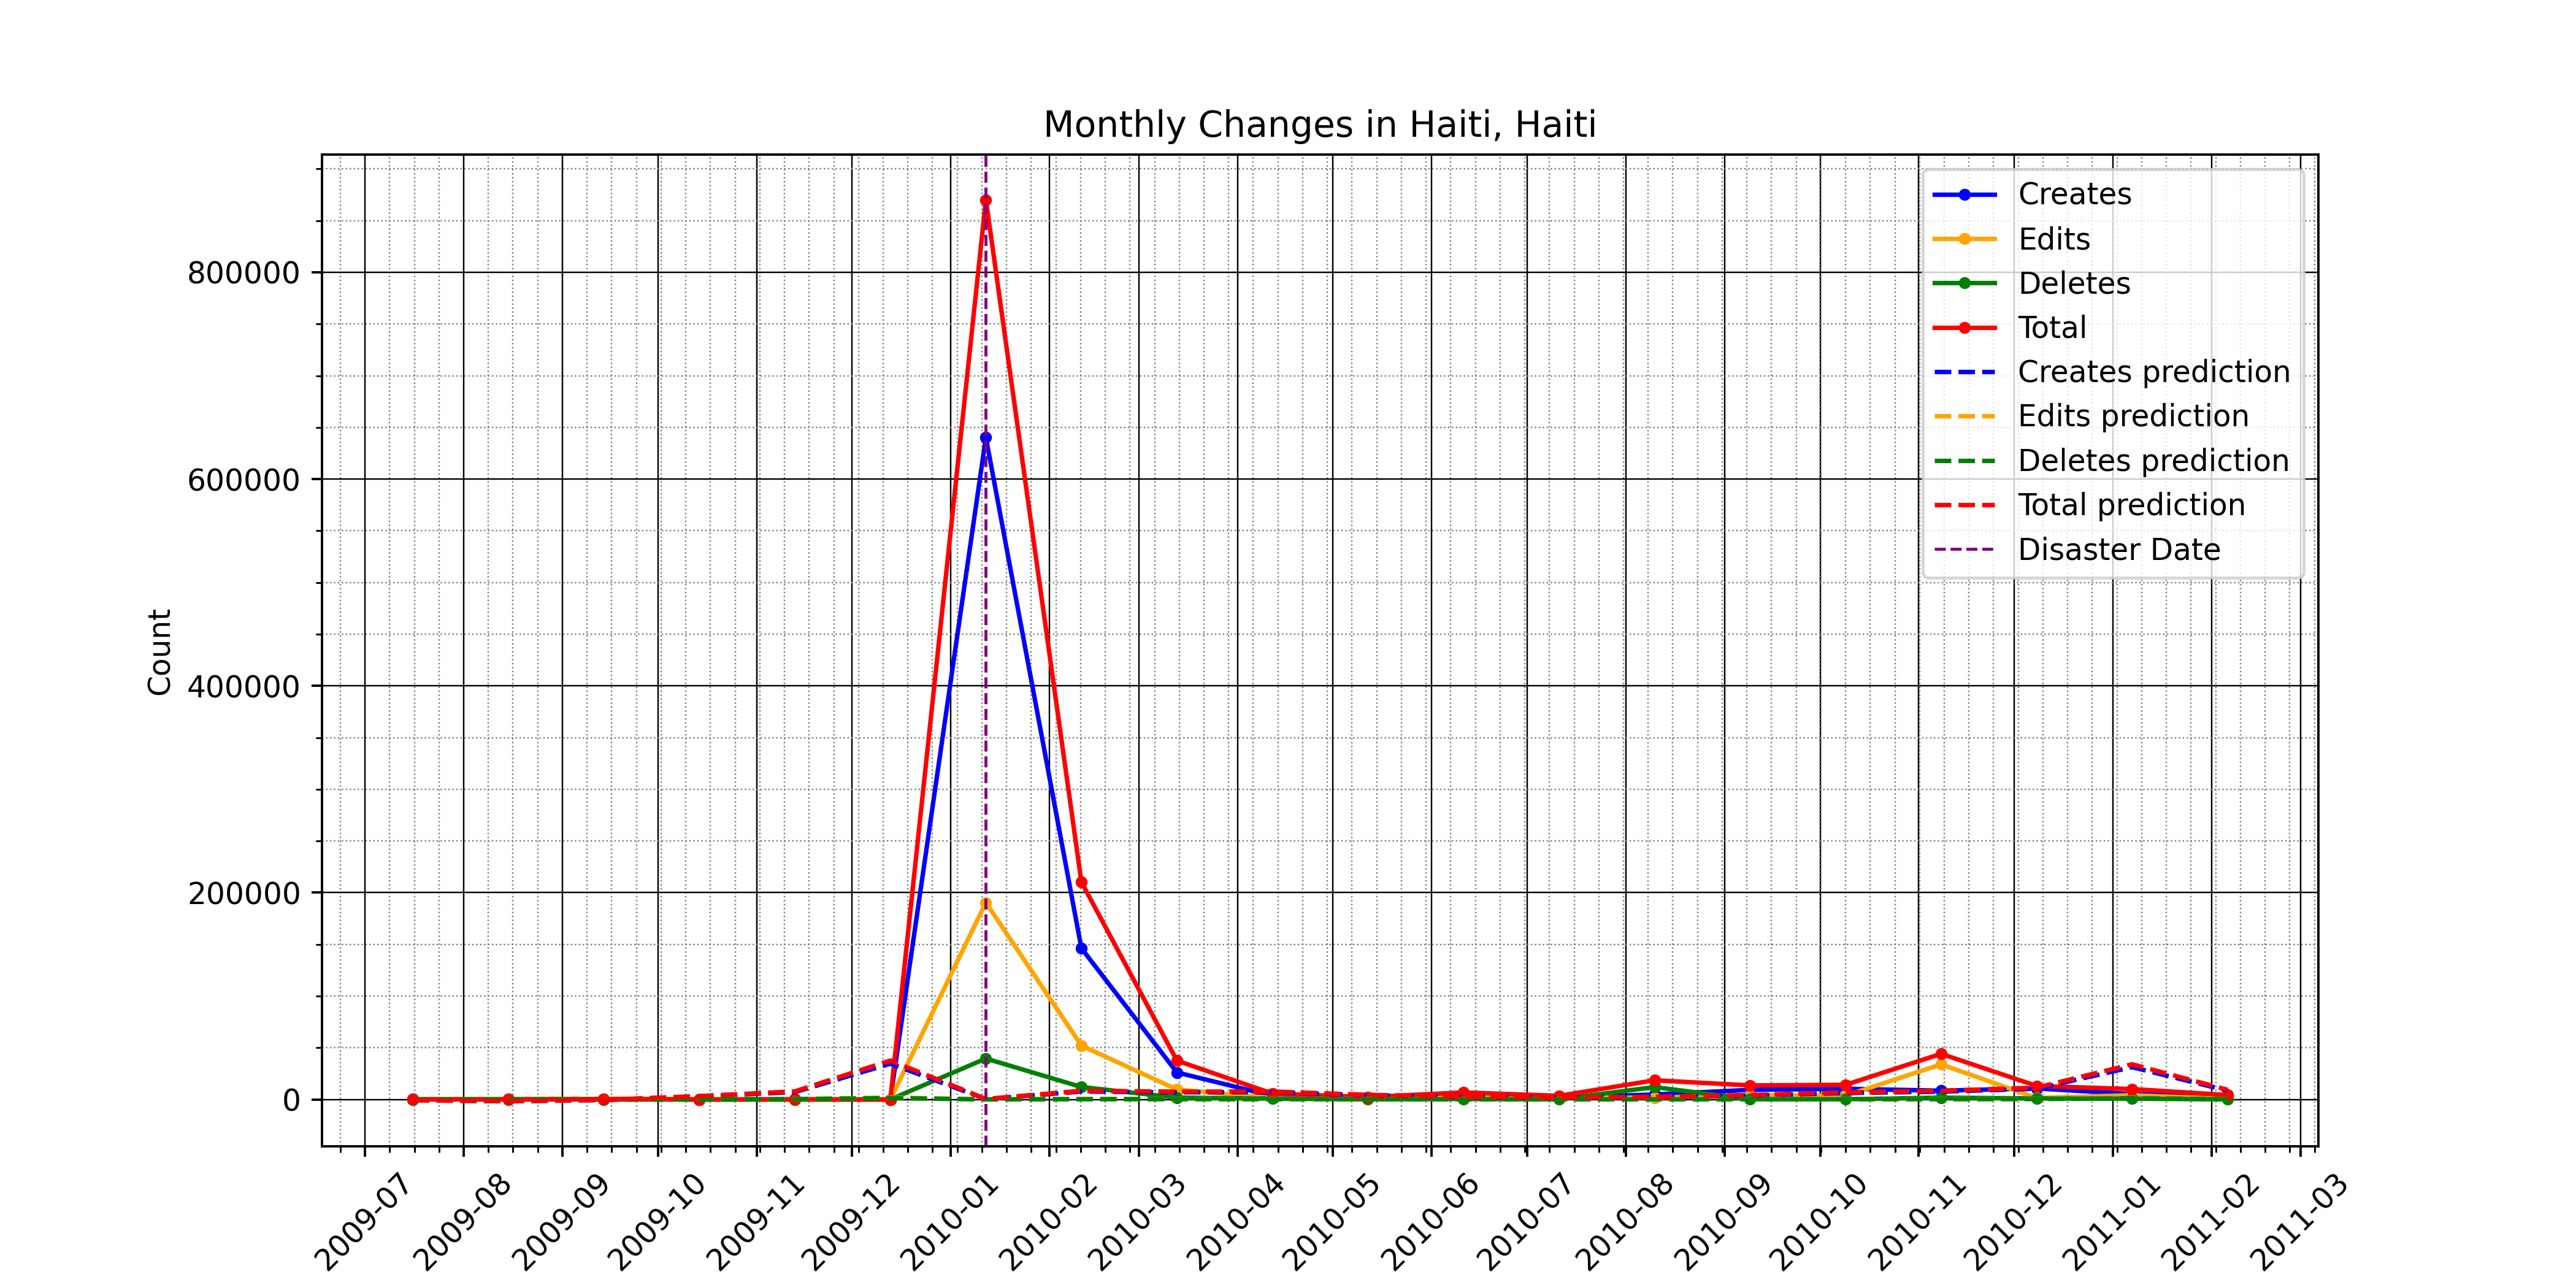 Monthly Changes in Haiti, Haiti
Creates
Edits
Deletes
Total
Creates prediction
Edits prediction
Deletes prediction
Total prediction
Disaster Date
Count
800000
600000
400000
200000
0
2009-07
2009-08
2009-09
2009-10
2009-11
2009-12
2010-01
2010-02
2010-03
2010-04
2010-05
2010-06
2010-07
2010-08
2010-09
2010-10
2010-11
2010-12
2011-01
2011-02
2011-03